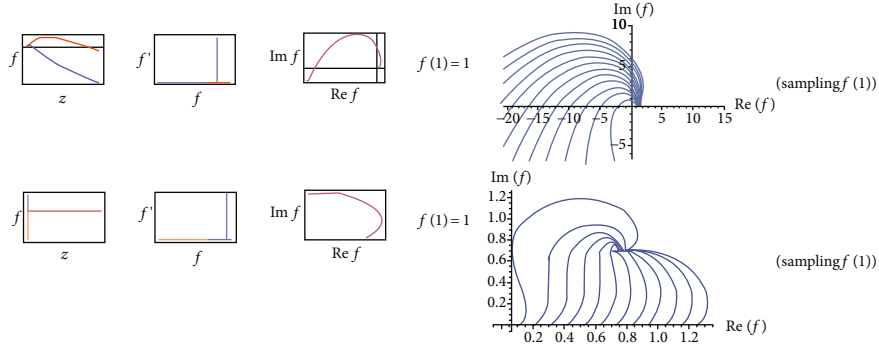 f
z
f '
f
Im f
Re f
f (1) = 1
Im (f)
10
5
−20 −15 −10 −5 5 10 15
−5
Re (f)
(sampling f (1))
f
z
f '
f
Im f
Re f
f (1) = 1
Im (f)
1.2
1.0
0.8
0.6
0.4
0.2
0.2 0.4 0.6 0.8 1.0 1.2
Re (f)
(sampling f (1))